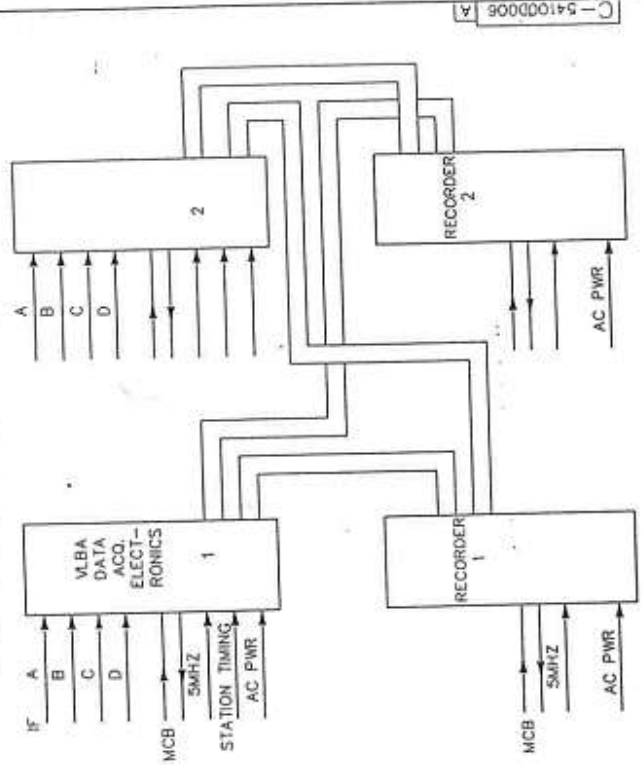 C-54100D006
A
A
B
C
D
2
RECORDER
2
AC PWR
IF
A
B
C
D
MCB
5MHZ
STATION TIMING
AC PWR
VLBA
DATA
ACQ.
ELECT-
RONICS
1
RECORDER
1
MCB
5MHZ
AC PWR